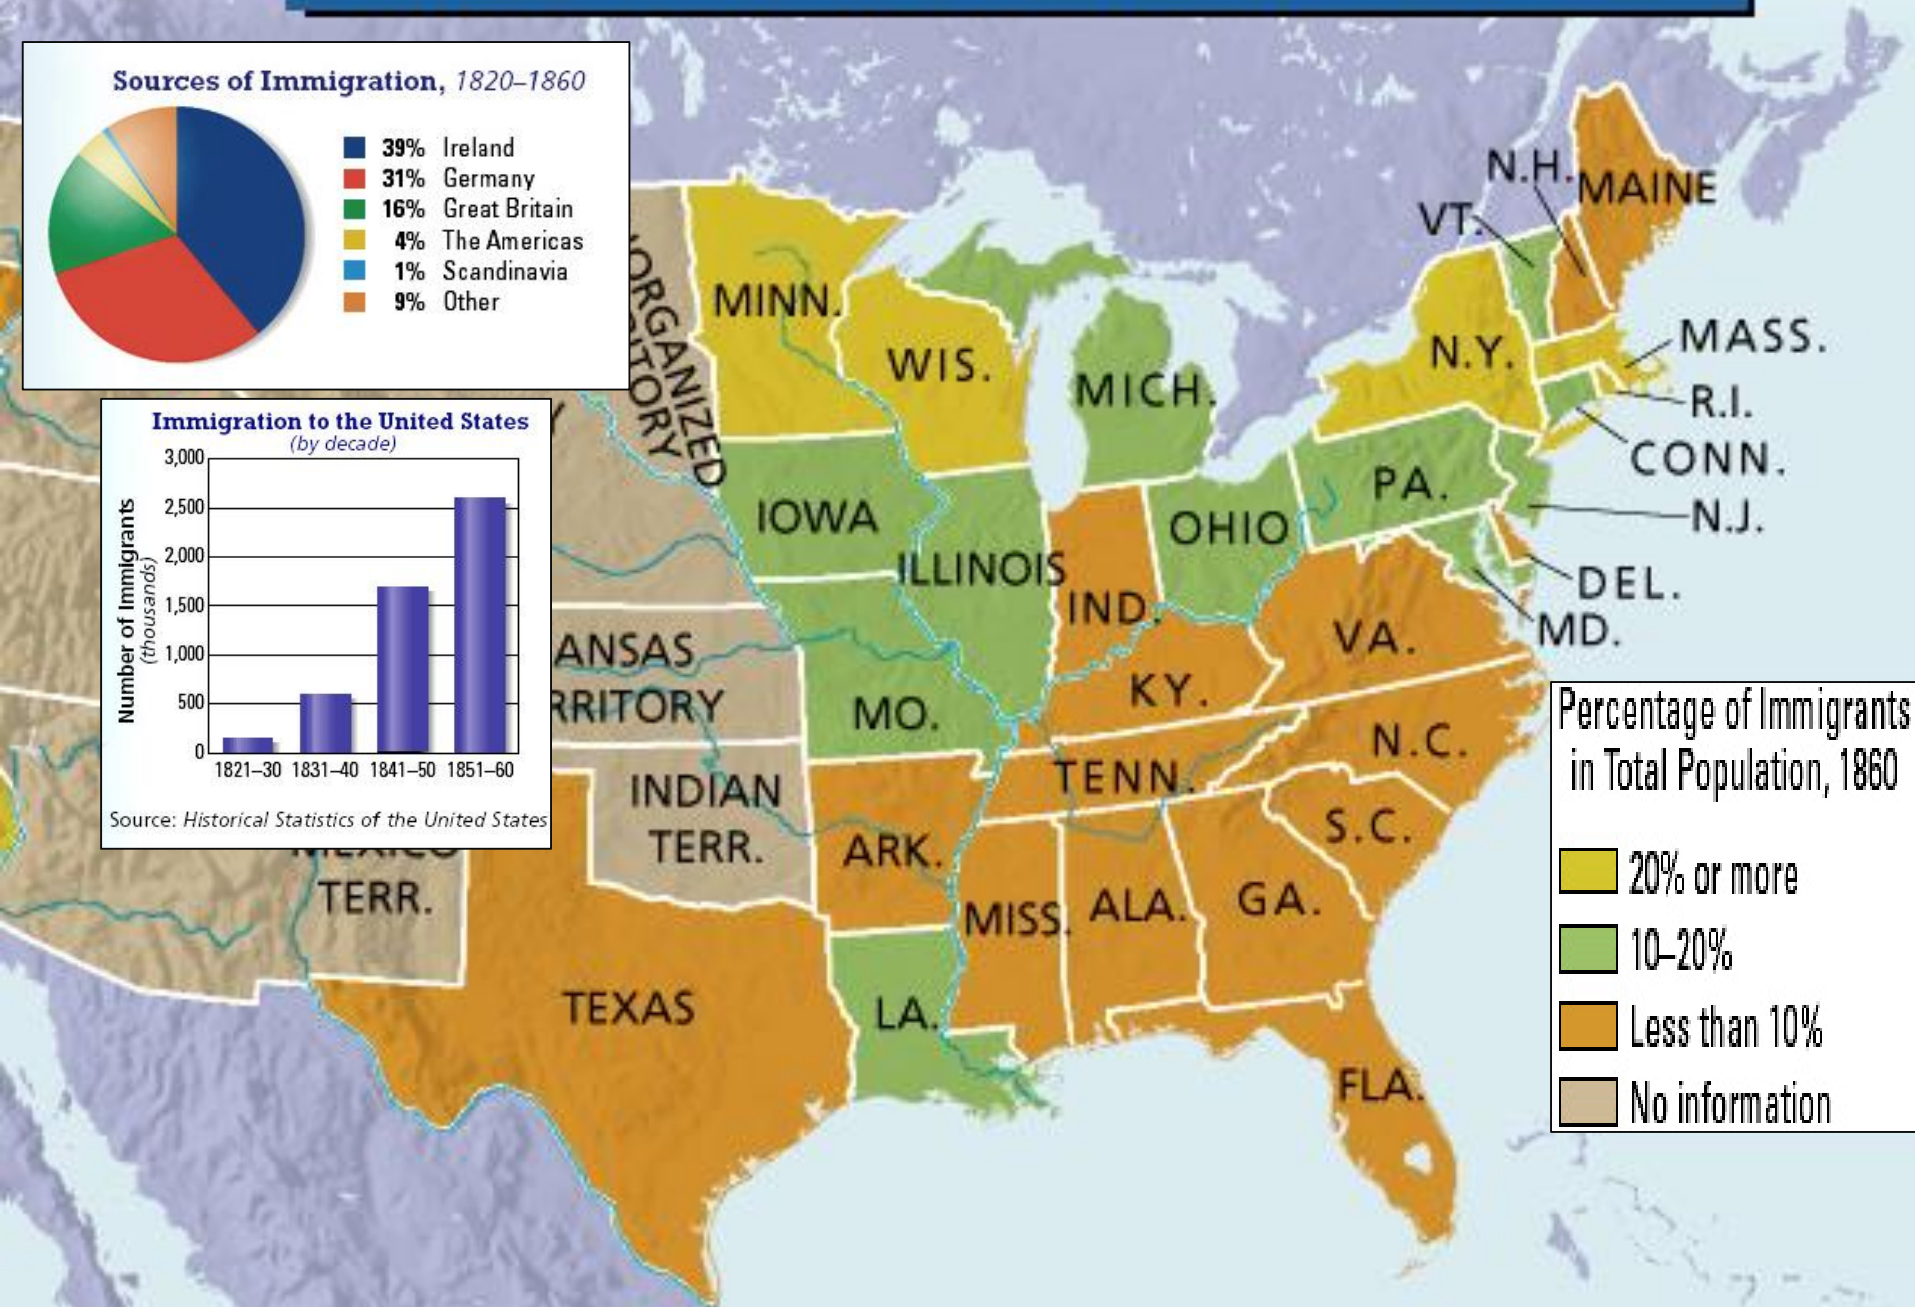 Sources of Immigration, 1820–1860
39% Ireland
31% Germany
16% Great Britain
4% The Americas
1% Scandinavia
9% Other
Immigration to the United States
(by decade)
Number of Immigrants
(thousands)
3,000
2,500
2,000
1,500
1,000
500
0
1821–30 1831–40 1841–50 1851–60
Source: Historical Statistics of the United States
ORGANIZED
ITORY
MINN.
WIS.
MICH.
IOWA
ILLINOIS
IND.
OHIO
PA.
N.Y.
VT.
N.H.
MAINE
MASS.
R.I.
CONN.
N.J.
DEL.
MD.
VA.
KY.
MO.
ANSAS
RRITORY
INDIAN
TERR.
MEXICO
TERR.
TENN.
N.C.
S.C.
ARK.
MISS.
ALA.
GA.
TEXAS
LA.
FLA.
Percentage of Immigrants
in Total Population, 1860
20% or more
10–20%
Less than 10%
No information